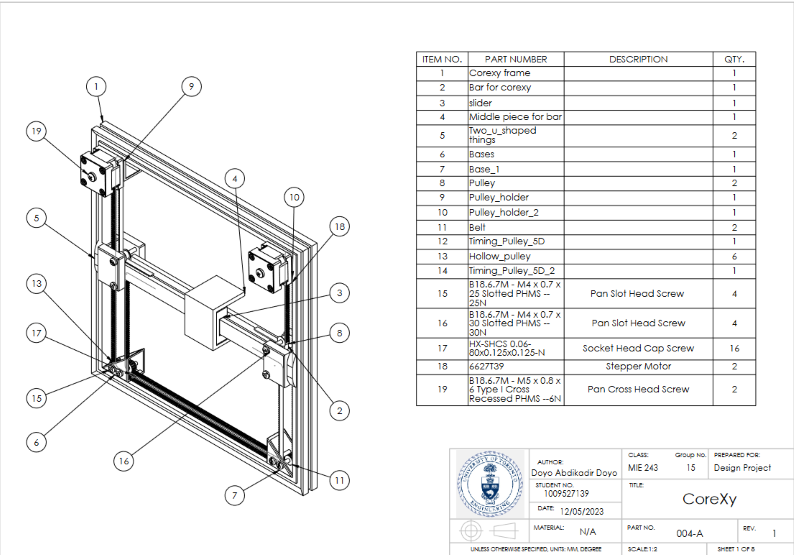 ITEM NO. PART NUMBER DESCRIPTION QTY.
1 Corexy frame 1
2 Bar for corexy 1
3 slider 1
4 Middle piece for bar 1
5 Two_u_shaped things 2
6 Bases 1
7 Base_1 1
8 Pulley 2
9 Pulley_holder 1
10 Pulley_holder_2 1
11 Belt 2
12 Timing_Pulley_5D 1
13 Hollow_pulley 6
14 Timing_Pulley_5D_2 1
15 B18.6.7M - M4 x 0.7 x 25 Slotted PHMS -- 25N Pan Slot Head Screw 4
16 B18.6.7M - M4 x 0.7 x 30 Slotted PHMS -- 30N Pan Slot Head Screw 4
17 HX-SHCS 0.06-80x0.125x0.125-N Socket Head Cap Screw 16
18 6627T39 Stepper Motor 2
19 B18.6.7M - M5 x 0.8 x 6 Type I Cross Recessed PHMS --6N Pan Cross Head Screw 2
1
9
19
4
10
5
18
13
3
17
8
15
2
6
16
11
7
UNIVERSITY OF TORONTO
ENGINEERING
AUTHOR:
Doyo Abdikadir Doyo
STUDENT NO.
1009527139
DATE: 12/05/2023
CLASS: Group No. PREPARED FOR:
MIE 243 15 Design Project
TITLE:
CoreXy
MATERIAL: N/A
PART NO. 004-A
REV. 1
UNLESS OTHERWISE SPECIFIED, UNITS: MM, DEGREE
SCALE:1:2
SHEET 1 OF 8